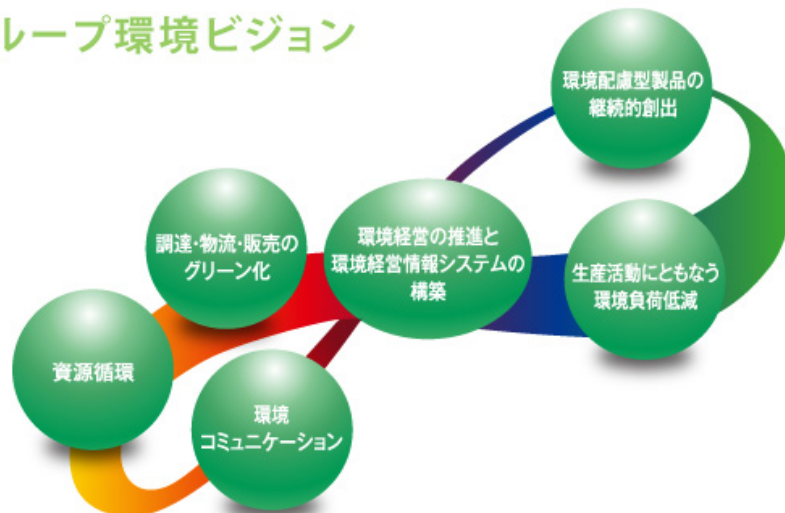 ループ環境ビジョン
環境配慮型製品の
継続的創出
調達・物流・販売の
グリーン化
環境経営の推進と
環境経営情報システムの
構築
生産活動にともなう
環境負荷低減
資源循環
環境
コミュニケーション